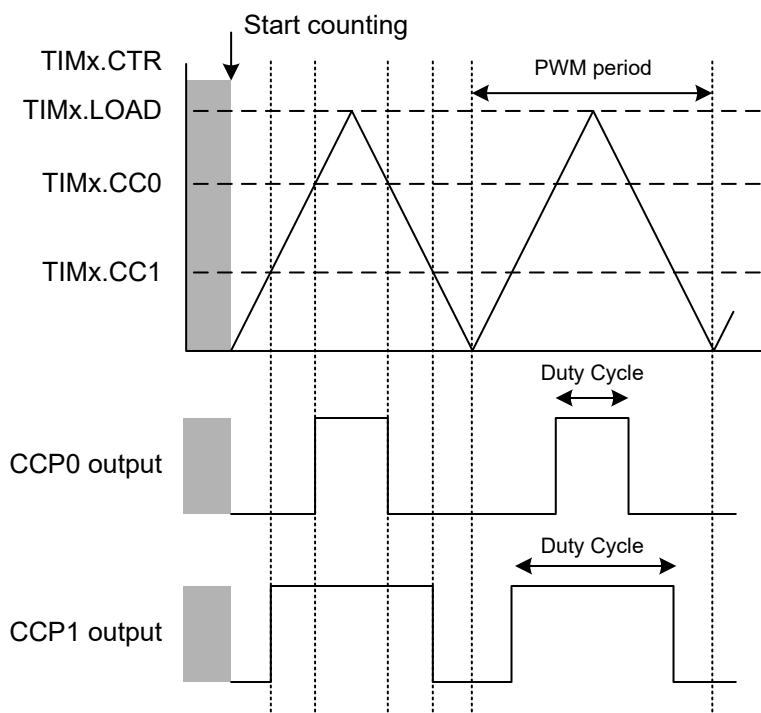 Start counting
TIMx.CTR
PWM period
TIMx.LOAD
TIMx.CC0
TIMx.CC1
Duty Cycle
CCP0 output
Duty Cycle
CCP1 output